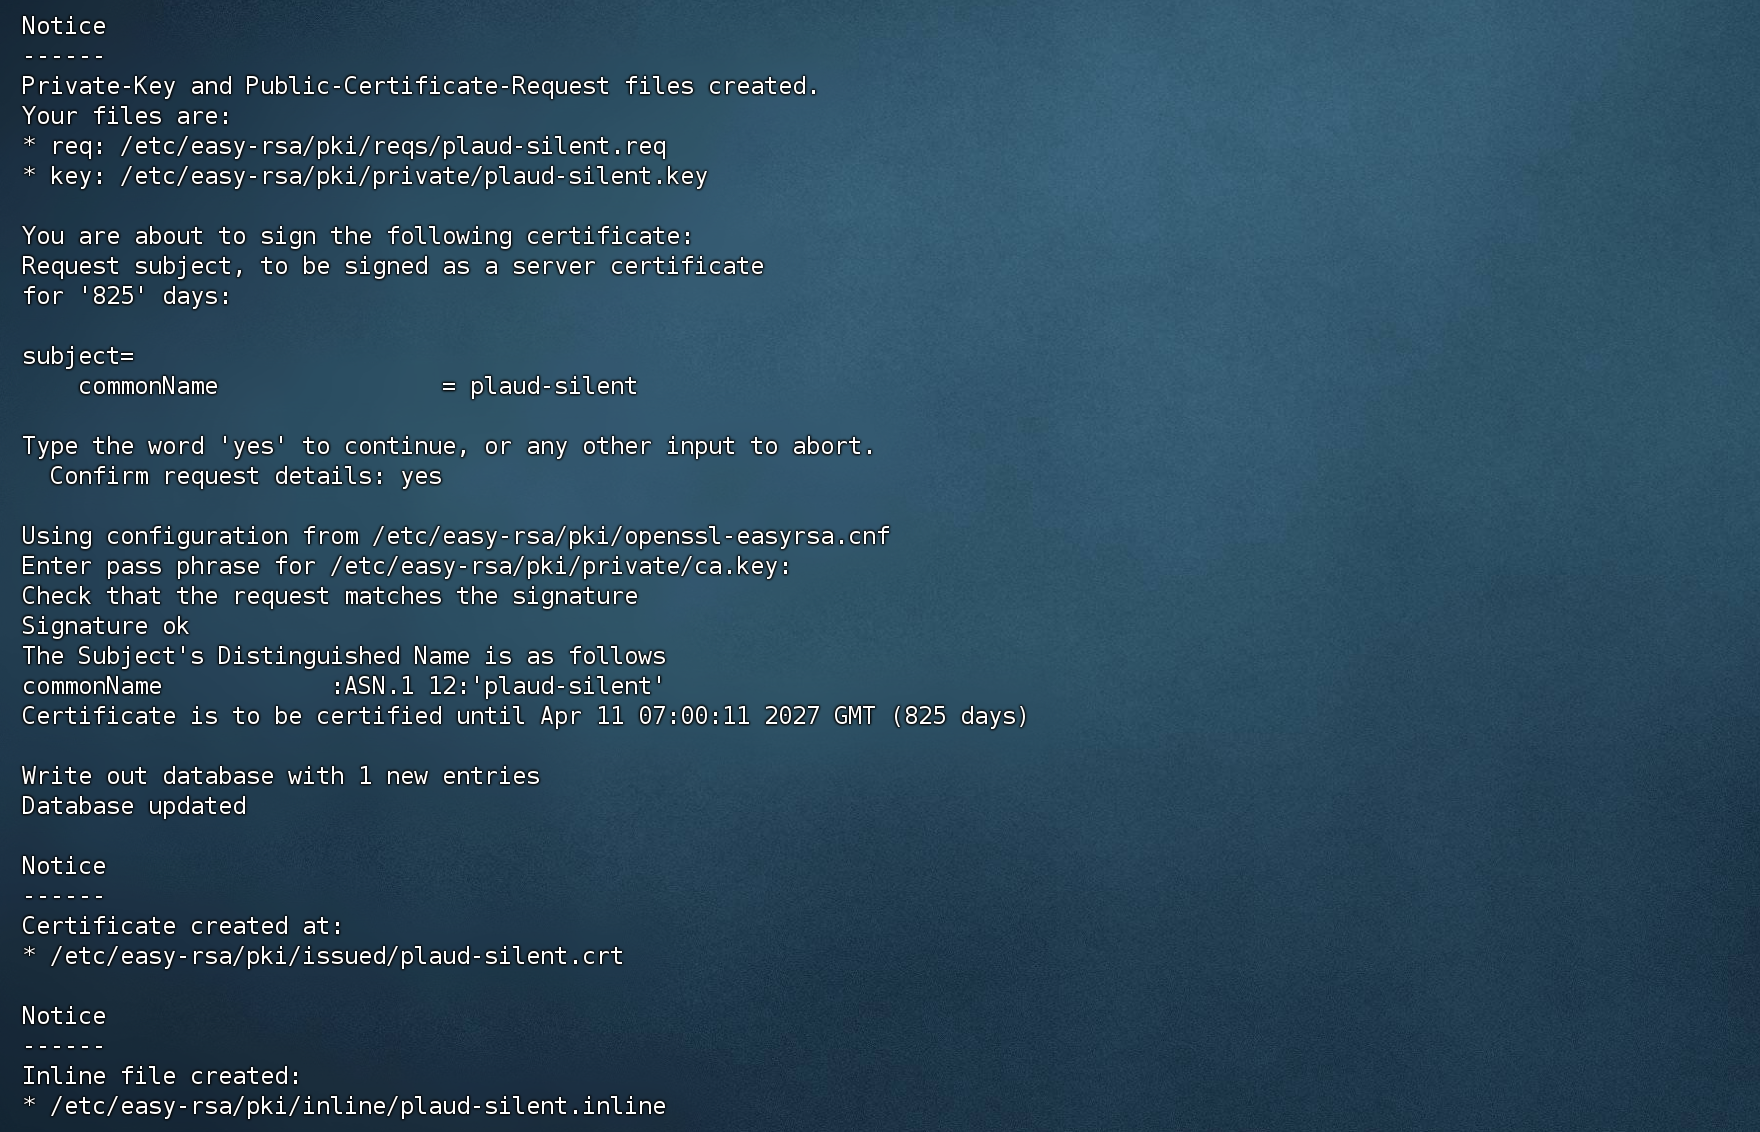 Notice
------
Private-Key and Public-Certificate-Request files created.
Your files are:
* req: /etc/easy-rsa/pki/reqs/plaud-silent.req
* key: /etc/easy-rsa/pki/private/plaud-silent.key

You are about to sign the following certificate:
Request subject, to be signed as a server certificate
for '825' days:

subject=
    commonName                = plaud-silent

Type the word 'yes' to continue, or any other input to abort.
  Confirm request details: yes

Using configuration from /etc/easy-rsa/pki/openssl-easyrsa.cnf
Enter pass phrase for /etc/easy-rsa/pki/private/ca.key:
Check that the request matches the signature
Signature ok
The Subject's Distinguished Name is as follows
commonName            :ASN.1 12:'plaud-silent'
Certificate is to be certified until Apr 11 07:00:11 2027 GMT (825 days)

Write out database with 1 new entries
Database updated

Notice
------
Certificate created at:
* /etc/easy-rsa/pki/issued/plaud-silent.crt

Notice
------
Inline file created:
* /etc/easy-rsa/pki/inline/plaud-silent.inline